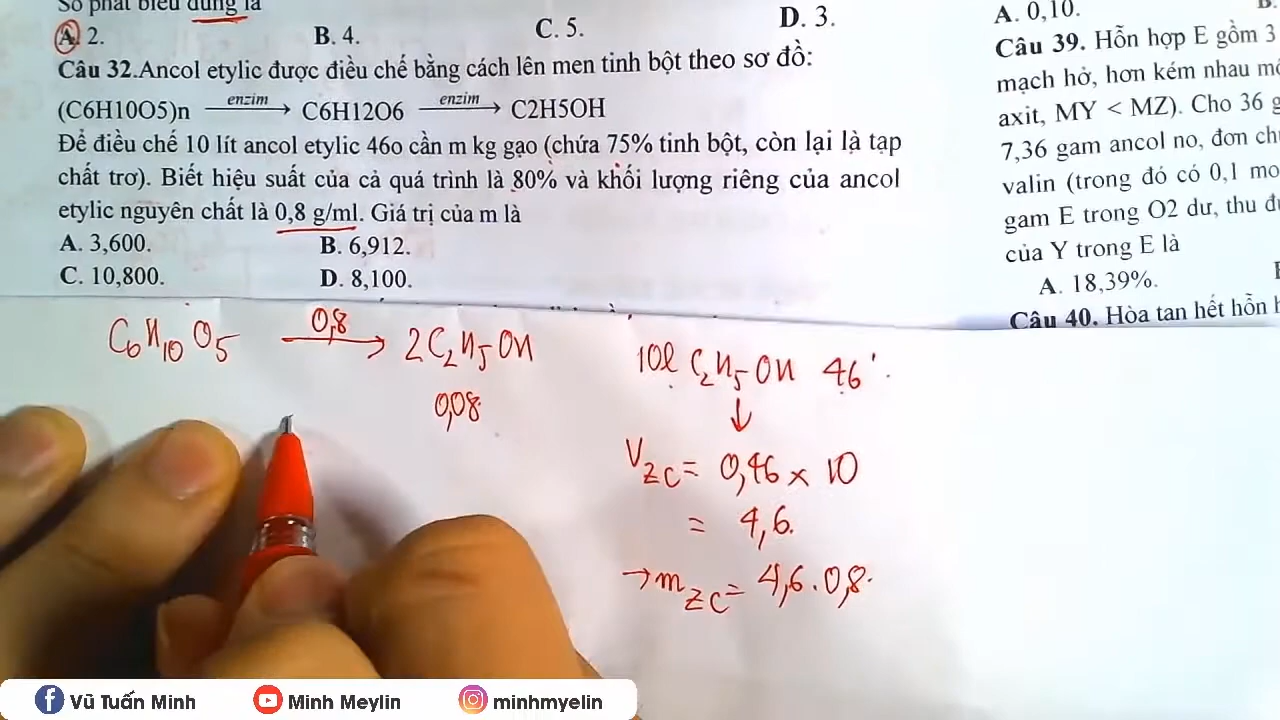 Số phát biểu đúng là
A. 2.
B. 4.
C. 5.
D. 3.
Câu 32.Ancol etylic được điều chế bằng cách lên men tinh bột theo sơ đồ:
(C6H10O5)n enzim → C6H12O6 enzim → C2H5OH
Để điều chế 10 lít ancol etylic 46o cần m kg gạo (chứa 75% tinh bột, còn lại là tạp
chất trơ). Biết hiệu suất của cả quá trình là 80% và khối lượng riêng của ancol
etylic nguyên chất là 0,8 g/ml. Giá trị của m là
A. 3,600.
B. 6,912.
C. 10,800.
D. 8,100.
C6H10O5 0,8 → 2C2H5OH
0,08
10l C2H5OH 46°
↓
V2C = 0,46 × 10
= 4,6.
→ m2C = 4,6 . 0,8.
A. 0,10.
Câu 39. Hỗn hợp E gồm 3
mạch hở, hơn kém nhau
axit, MY < MZ). Cho 36
7,36 gam ancol no, đơn
valin (trong đó có 0,1
gam E trong O2 dư, thu
của Y trong E là
A. 18,39%.
Câu 40. Hòa tan hết hỗn
Vũ Tuấn Minh
Minh Meylin
minhmyelin